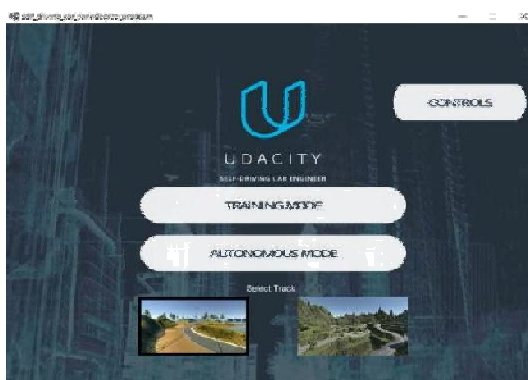 CONTROLS
UDACITY
SELF-DRIVING CAR ENGINEER
TRAINING MODE
AUTONOMOUS MODE
Select Track